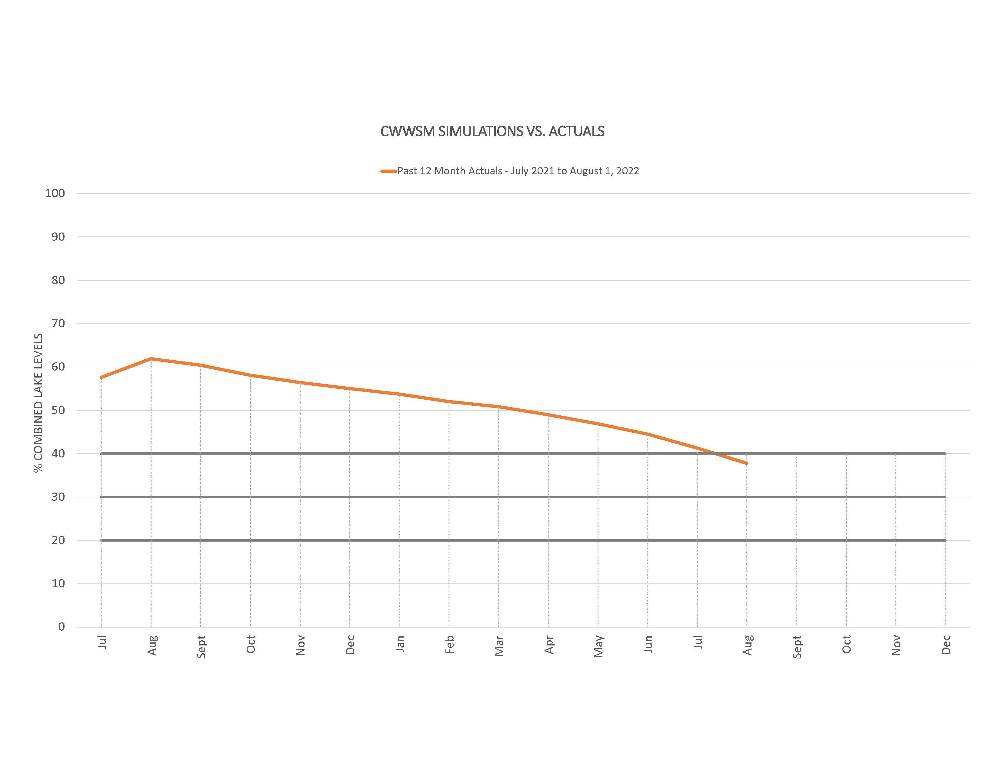 CWWSM SIMULATIONS VS. ACTUALS
Past 12 Month Actuals - July 2021 to August 1, 2022
% COMBINED LAKE LEVELS
100
90
80
70
60
50
40
30
20
10
0
Jul
Aug
Sept
Oct
Nov
Dec
Jan
Feb
Mar
Apr
May
Jun
Jul
Aug
Sept
Oct
Nov
Dec